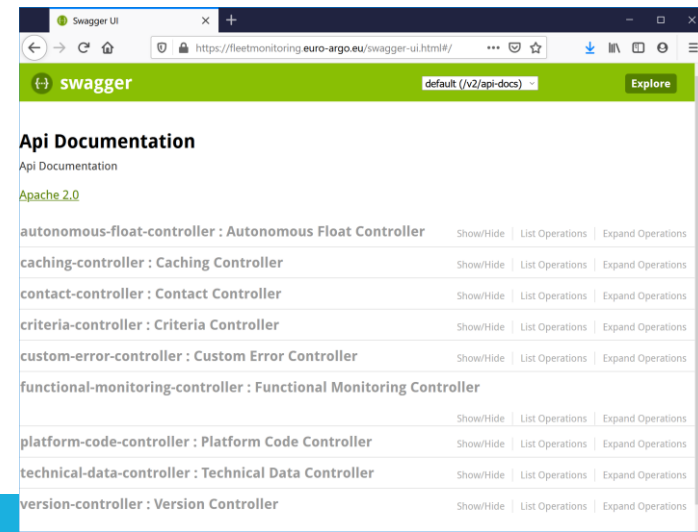 Swagger UI
https://fleetmonitoring.euro-argo.eu/swagger-ui.html#/
swagger
default (/v2/api-docs)
Explore
Api Documentation
Api Documentation
Apache 2.0
autonomous-float-controller : Autonomous Float Controller Show/Hide List Operations Expand Operations
caching-controller : Caching Controller Show/Hide List Operations Expand Operations
contact-controller : Contact Controller Show/Hide List Operations Expand Operations
criteria-controller : Criteria Controller Show/Hide List Operations Expand Operations
custom-error-controller : Custom Error Controller Show/Hide List Operations Expand Operations
functional-monitoring-controller : Functional Monitoring Controller
Show/Hide List Operations Expand Operations
platform-code-controller : Platform Code Controller Show/Hide List Operations Expand Operations
technical-data-controller : Technical Data Controller Show/Hide List Operations Expand Operations
version-controller : Version Controller Show/Hide List Operations Expand Operations